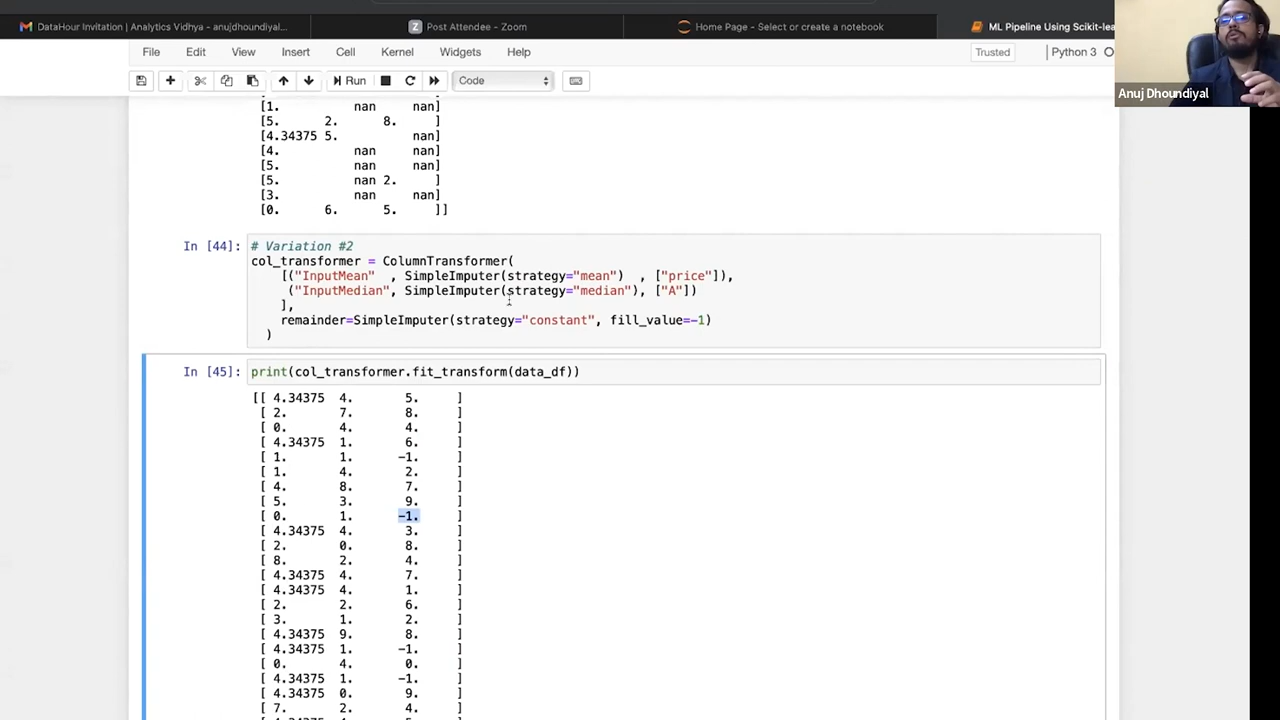 DataHour Invitation | Analytics Vidhya - anujdhoundiyal...
Post Attendee - Zoom
Home Page - Select or create a notebook
ML Pipeline Using Scikit-lea
File Edit View Insert Cell Kernel Widgets Help
Trusted
Python 3
Run
Code
Anuj Dhoundiyal
[1. nan nan]
[5. 2. 8. ]
[4.34375 5. nan]
[4. nan nan]
[5. nan nan]
[5. nan 2. ]
[3. nan nan]
[0. 6. 5. ]]
In [44]:
# Variation #2
col_transformer = ColumnTransformer(
[("InputMean" , SimpleImputer(strategy="mean") , ["price"]),
("InputMedian", SimpleImputer(strategy="median"), ["A"])
],
remainder=SimpleImputer(strategy="constant", fill_value=-1)
)
In [45]:
print(col_transformer.fit_transform(data_df))
[[ 4.34375 4. 5. ]
[ 2. 7. 8. ]
[ 0. 4. 4. ]
[ 4.34375 1. 6. ]
[ 1. 1. -1. ]
[ 1. 4. 2. ]
[ 4. 8. 7. ]
[ 5. 3. 9. ]
[ 0. 1. -1. ]
[ 4.34375 4. 3. ]
[ 2. 0. 8. ]
[ 8. 2. 4. ]
[ 4.34375 4. 7. ]
[ 4.34375 4. 1. ]
[ 2. 2. 6. ]
[ 3. 1. 2. ]
[ 4.34375 9. 8. ]
[ 4.34375 1. -1. ]
[ 0. 4. 0. ]
[ 4.34375 1. -1. ]
[ 4.34375 0. 9. ]
[ 7. 2. 4. ]